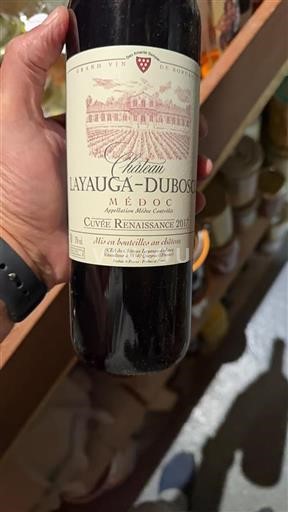 GRAND VIN DE BORDEAUX
Château
LAYAUGA-DUBOSC
MÉDOC
Appellation Médoc Contrôlée
CUVÉE RENAISSANCE 2017
Mis en bouteilles au château